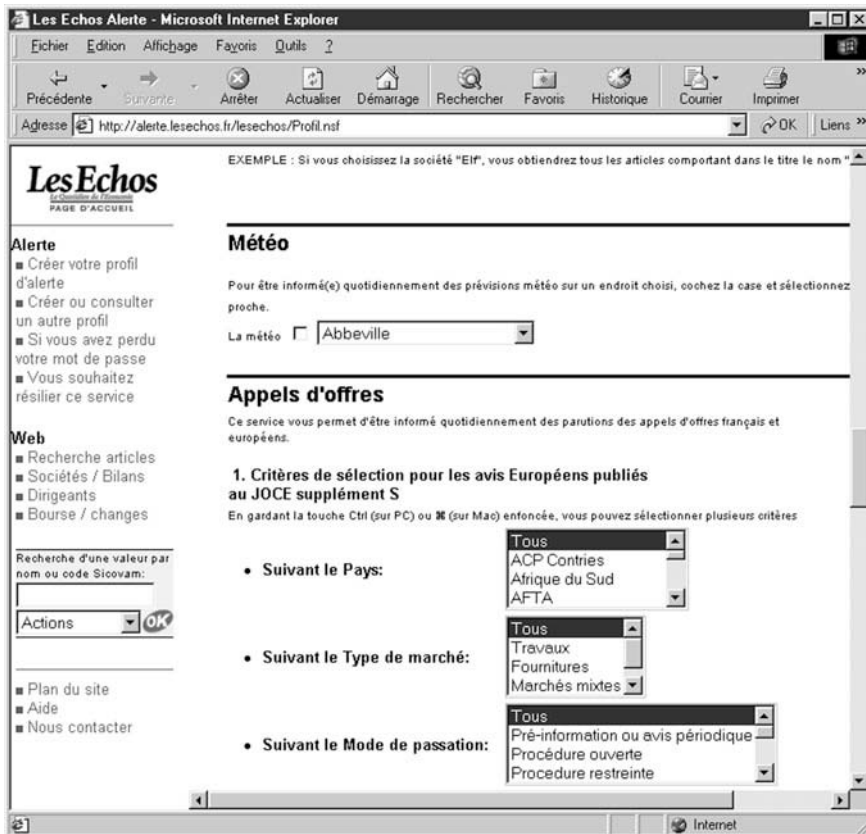 Les Echos Alerte - Microsoft Internet Explorer
Fichier Edition Affichage Favoris Outils ?
Précédente Suivante Arrêter Actualiser Démarrage Rechercher Favoris Historique Courrier Imprimer »
Adresse http://alerte.lesechos.fr/lesechos/Profil.nsf OK Liens »
EXEMPLE : Si vous choisissez la société "Elf", vous obtiendrez tous les articles comportant dans le titre le nom "
Les Echos
Le Quotidien de l'Economie
PAGE D'ACCUEIL
Alerte
Créer votre profil
d'alerte
Créer ou consulter
un autre profil
Si vous avez perdu
votre mot de passe
Vous souhaitez
résilier ce service
Web
Recherche articles
Sociétés / Bilans
Dirigeants
Bourse / changes
Recherche d'une valeur par
nom ou code Sicovam:
Actions OK
Plan du site
Aide
Nous contacter
Météo
Pour être informé(e) quotidiennement des prévisions météo sur un endroit choisi, cochez la case et sélectionnez
proche.
La météo Abbeville
Appels d'offres
Ce service vous permet d'être informé quotidiennement des parutions des appels d'offres français et
européens.
1. Critères de sélection pour les avis Européens publiés
au JOCE supplément S
En gardant la touche Ctrl (sur PC) ou ⌘ (sur Mac) enfoncée, vous pouvez sélectionner plusieurs critères
• Suivant le Pays:
Tous
ACP Contries
Afrique du Sud
AFTA
• Suivant le Type de marché:
Tous
Travaux
Fournitures
Marchés mixtes
• Suivant le Mode de passation:
Tous
Pré-information ou avis périodique
Procédure ouverte
Procedure restreinte
Internet